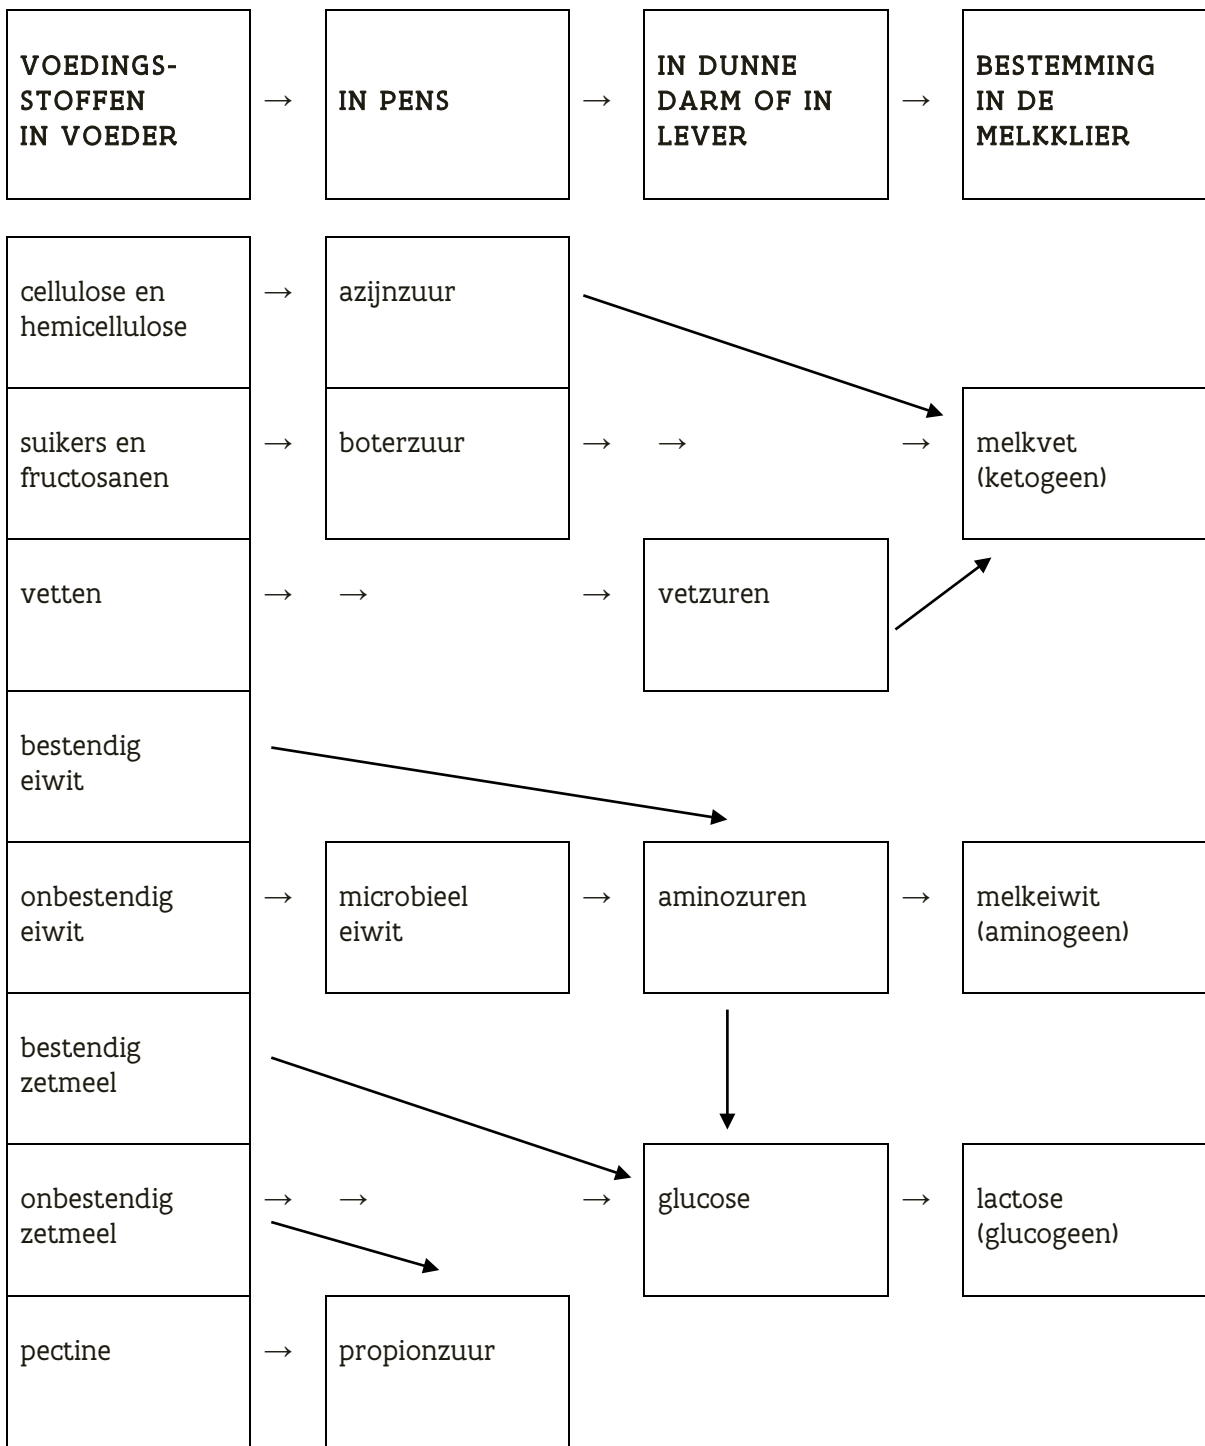 VOEDINGS-
STOFFEN
IN VOEDER
→
IN PENS
→
IN DUNNE
DARM OF IN
LEVER
→
BESTEMMING
IN DE
MELKKLIER
cellulose en
hemicellulose
→
azijnzuur
suikers en
fructosanen
→
boterzuur
→ →
→
melkvet
(ketogeen)
vetten
→ →
→
vetzuren
bestendig
eiwit
onbestendig
eiwit
→
microbieel
eiwit
→
aminozuren
→
melkeiwit
(aminogeen)
bestendig
zetmeel
onbestendig
zetmeel
→ →
→
glucose
→
lactose
(glucogeen)
pectine
→
propionzuur